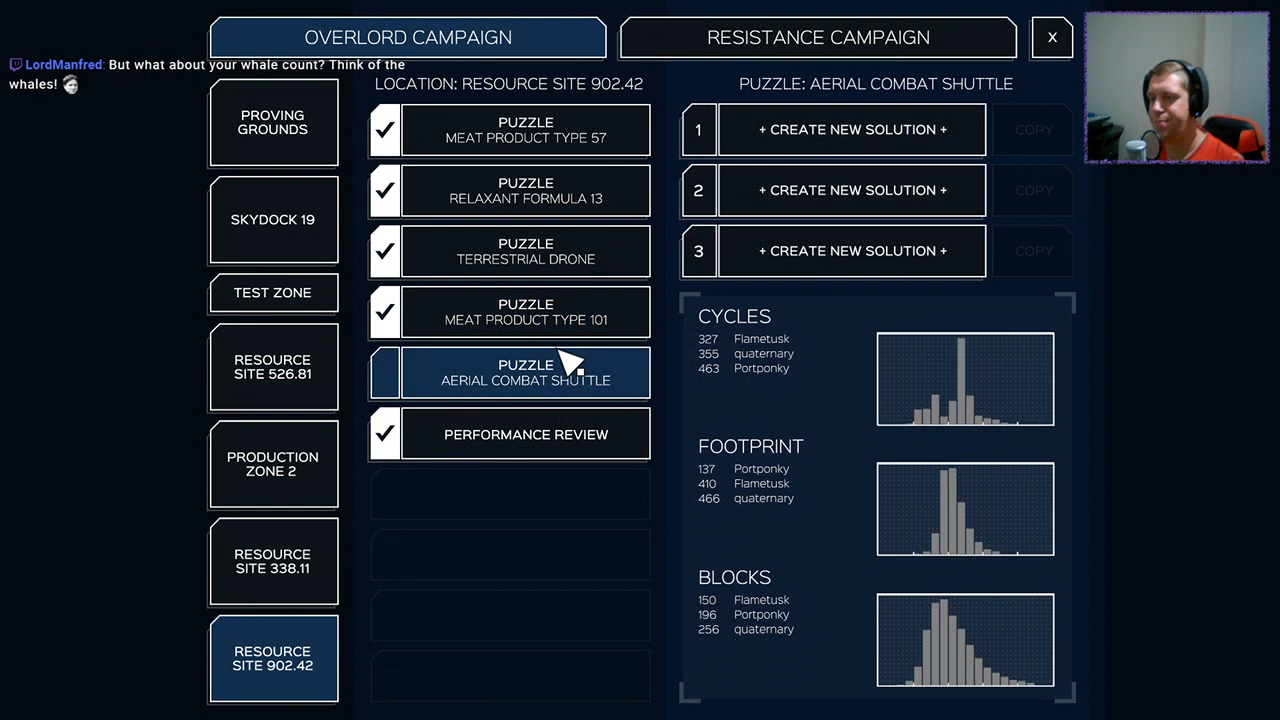 OVERLORD CAMPAIGN
RESISTANCE CAMPAIGN
X
LordManfred: But what about your whale count? Think of the
whales!
PROVING
GROUNDS
SKYDOCK 19
TEST ZONE
RESOURCE
SITE 526.81
PRODUCTION
ZONE 2
RESOURCE
SITE 338.11
RESOURCE
SITE 902.42
LOCATION: RESOURCE SITE 902.42
PUZZLE
MEAT PRODUCT TYPE 57
PUZZLE
RELAXANT FORMULA 13
PUZZLE
TERRESTRIAL DRONE
PUZZLE
MEAT PRODUCT TYPE 101
PUZZLE
AERIAL COMBAT SHUTTLE
PERFORMANCE REVIEW
PUZZLE: AERIAL COMBAT SHUTTLE
1 + CREATE NEW SOLUTION + COPY
2 + CREATE NEW SOLUTION + COPY
3 + CREATE NEW SOLUTION + COPY
CYCLES
327 Flametusk
355 quaternary
463 Portponky
FOOTPRINT
137 Portponky
410 Flametusk
466 quaternary
BLOCKS
150 Flametusk
196 Portponky
256 quaternary